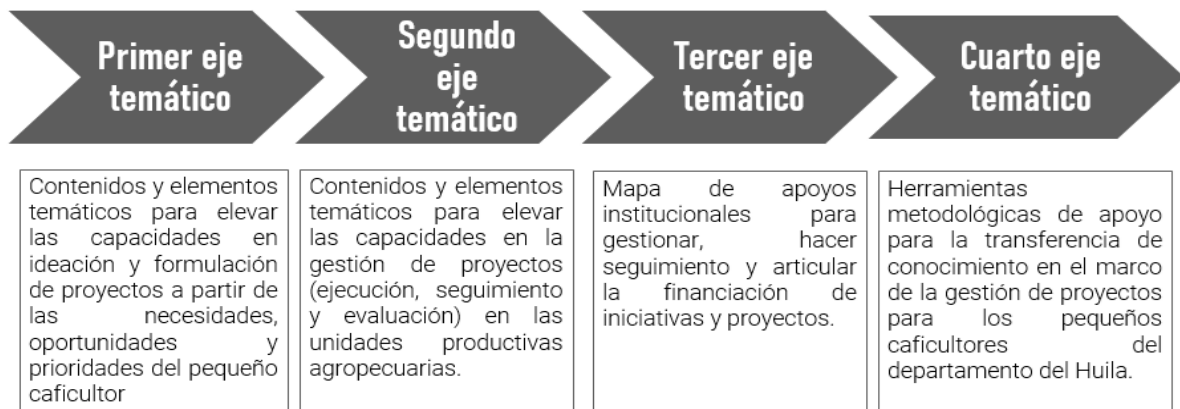 Primer eje
temático
Segundo
eje
temático
Tercer eje
temático
Cuarto eje
temático
Contenidos y elementos
temáticos para elevar
las capacidades en
ideación y formulación
de proyectos a partir de
las necesidades,
oportunidades y
prioridades del pequeño
caficultor
Contenidos y elementos
temáticos para elevar
las capacidades en la
gestión de proyectos
(ejecución, seguimiento
y evaluación) en las
unidades productivas
agropecuarias.
Mapa de apoyos
institucionales para
gestionar, hacer
seguimiento y articular
la financiación de
iniciativas y proyectos.
Herramientas
metodológicas de apoyo
para la transferencia de
conocimiento en el marco
de la gestión de proyectos
para los pequeños
caficultores del
departamento del Huila.